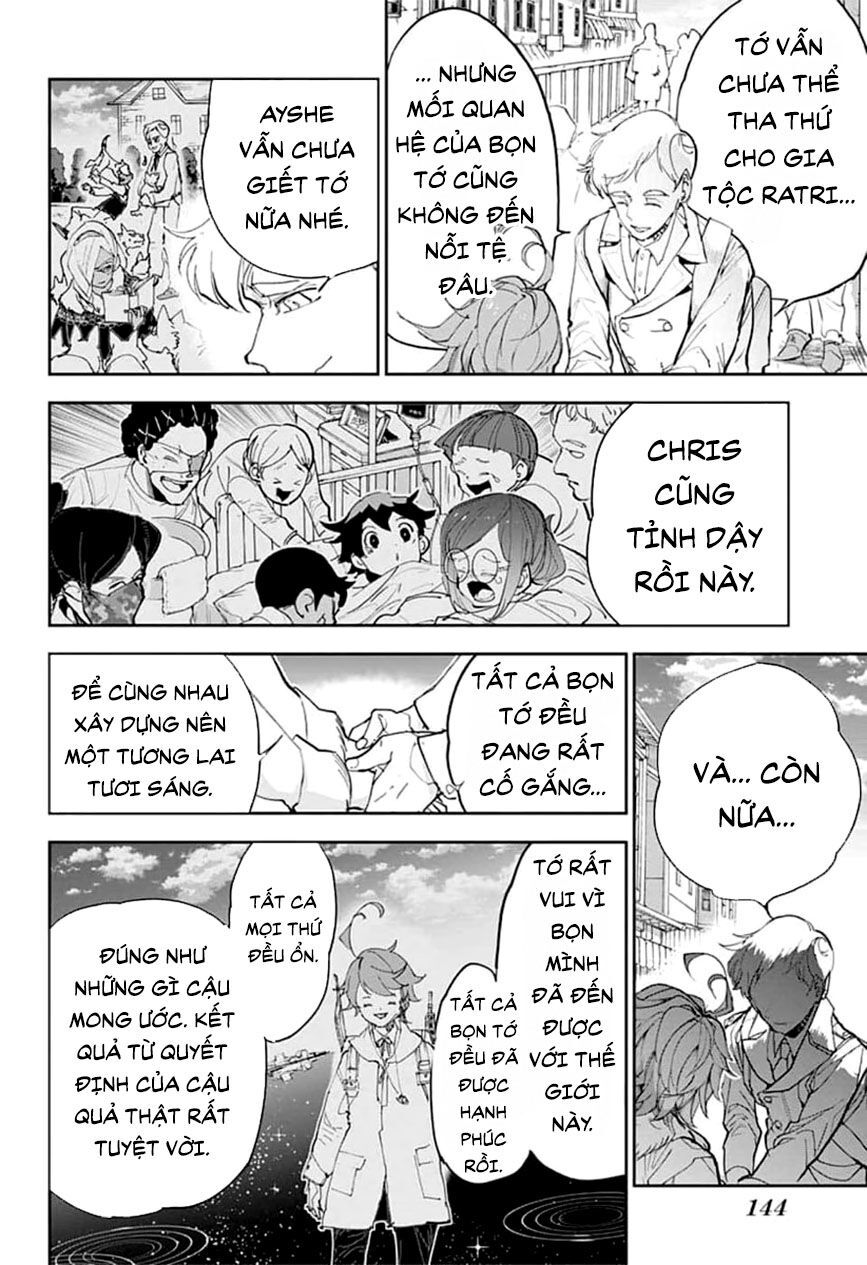 TỚ VẪN
CHƯA THỂ
THA THỨ
CHO GIA
TỘC RATRI...
... NHƯNG
MỐI QUAN
HỆ CỦA BỌN
TỚ CŨNG
KHÔNG ĐẾN
NỖI TỆ
ĐÂU.
AYSHE
VẪN CHƯA
GIẾT TỚ
NỮA NHÉ.
CHRIS
CŨNG
TỈNH DẬY
RỒI NÀY.
VÀ... CÒN
NỮA...
TẤT CẢ BỌN
TỚ ĐỀU
ĐANG RẤT
CỐ GẮNG...
ĐỂ CÙNG NHAU
XÂY DỰNG NÊN
MỘT TƯƠNG LAI
TƯƠI SÁNG.
TỚ RẤT
VUI VÌ
BỌN
MÌNH
ĐÃ ĐẾN
ĐƯỢC
VỚI THẾ
GIỚI
NÀY.
TẤT CẢ
BỌN TỚ
ĐỀU ĐÃ
ĐƯỢC
HẠNH
PHÚC
RỒI.
TẤT CẢ
MỌI THỨ
ĐỀU ỔN.
ĐÚNG NHƯ
NHỮNG GÌ CẬU
MONG ƯỚC. KẾT
QUẢ TỪ QUYẾT
ĐỊNH CỦA CẬU
QUẢ THẬT RẤT
TUYỆT VỜI.
144